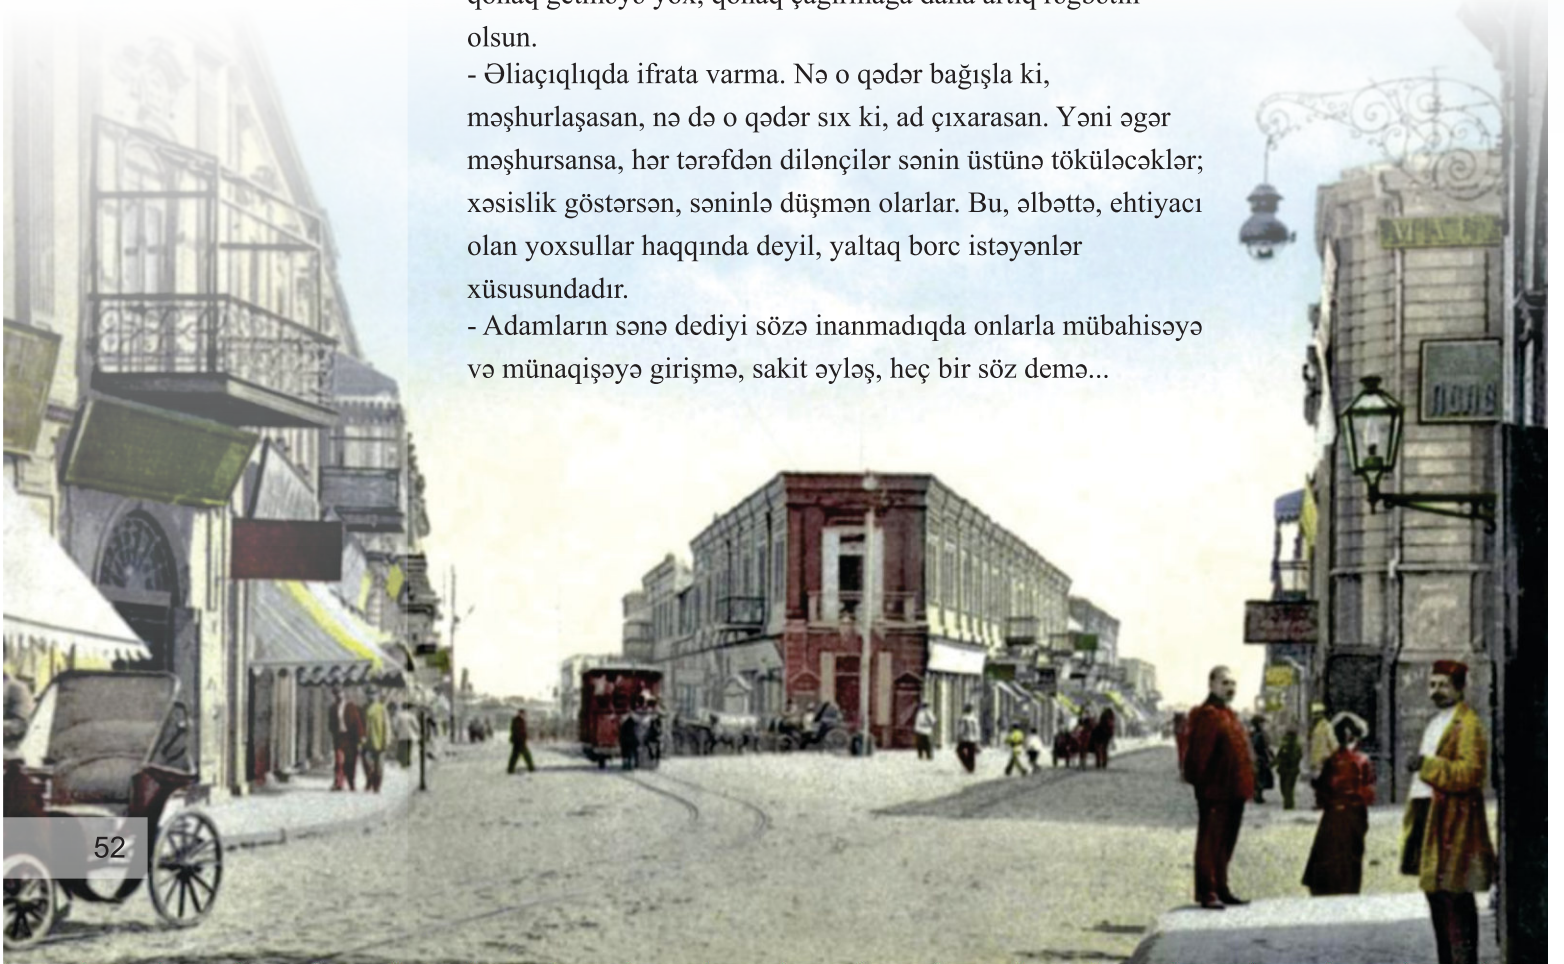 olsun.
- Əliaçıqlıqda ifrata varma. Nə o qədər bağışla ki,
məşhurlaşasan, nə də o qədər sıx ki, ad çıxarasan. Yəni əgər
məşhursansa, hər tərəfdən dilənçilər sənin üstünə töküləcəklər;
xəsislik göstərsən, səninlə düşmən olarlar. Bu, əlbəttə, ehtiyacı
olan yoxsullar haqqında deyil, yaltaq borc istəyənlər
xüsusundadır.
- Adamların sənə dediyi sözə inanmadıqda onlarla mübahisəyə
və münaqişəyə girişmə, sakit əyləş, heç bir söz demə...
52